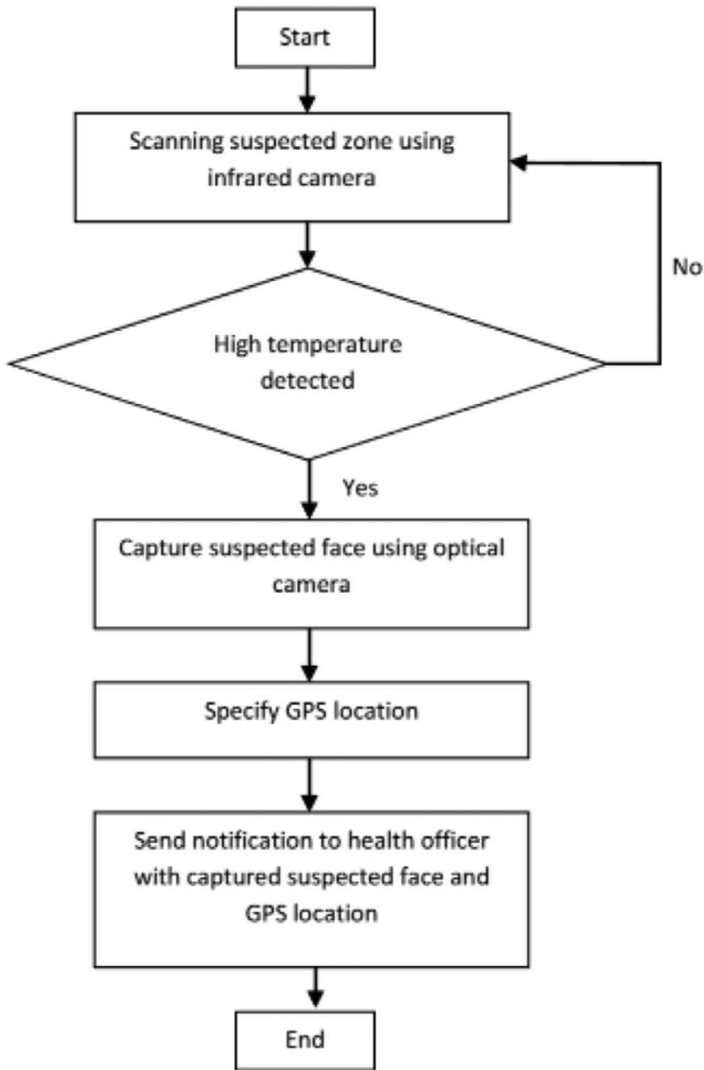 Start
Scanning suspected zone using
infrared camera
No
High temperature
detected
Yes
Capture suspected face using optical
camera
Specify GPS location
Send notification to health officer
with captured suspected face and
GPS location
End